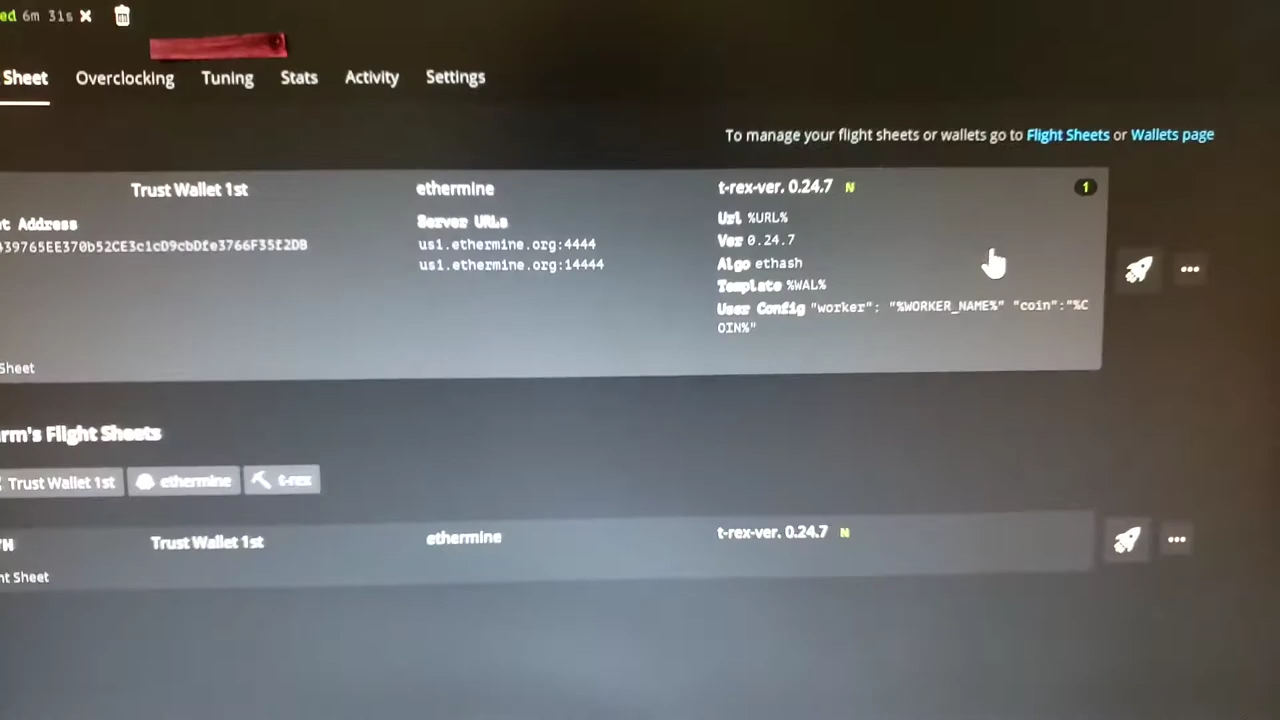 ed 6m 31s
Sheet Overclocking Tuning Stats Activity Settings
To manage your flight sheets or wallets go to Flight Sheets or Wallets page
Trust Wallet 1st ethermine t-rex-ver. 0.24.7 N 1
t Address Server URLs Url %URL%
us1.ethermine.org:4444 Ver 0.24.7
us1.ethermine.org:14444 Algo ethash
Template %WAL%
User Config "worker": "%WORKER_NAME%" "coin":"%C
OIN%"
Sheet
rm's Flight Sheets
Trust Wallet 1st ethermine t-rex
Trust Wallet 1st ethermine t-rex-ver. 0.24.7 N
t Sheet